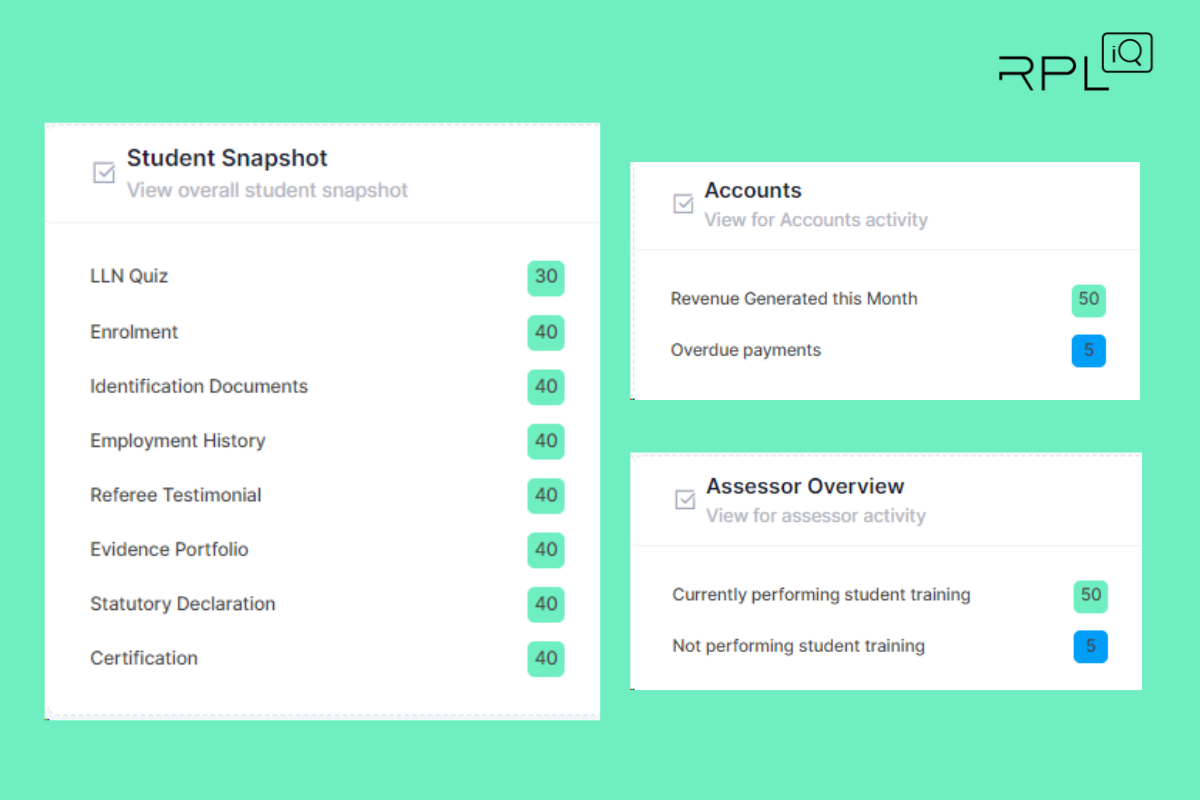 RPL iQ
Student Snapshot
View overall student snapshot
LLN Quiz 30
Enrolment 40
Identification Documents 40
Employment History 40
Referee Testimonial 40
Evidence Portfolio 40
Statutory Declaration 40
Certification 40
Accounts
View for Accounts activity
Revenue Generated this Month 50
Overdue payments 5
Assessor Overview
View for assessor activity
Currently performing student training 50
Not performing student training 5